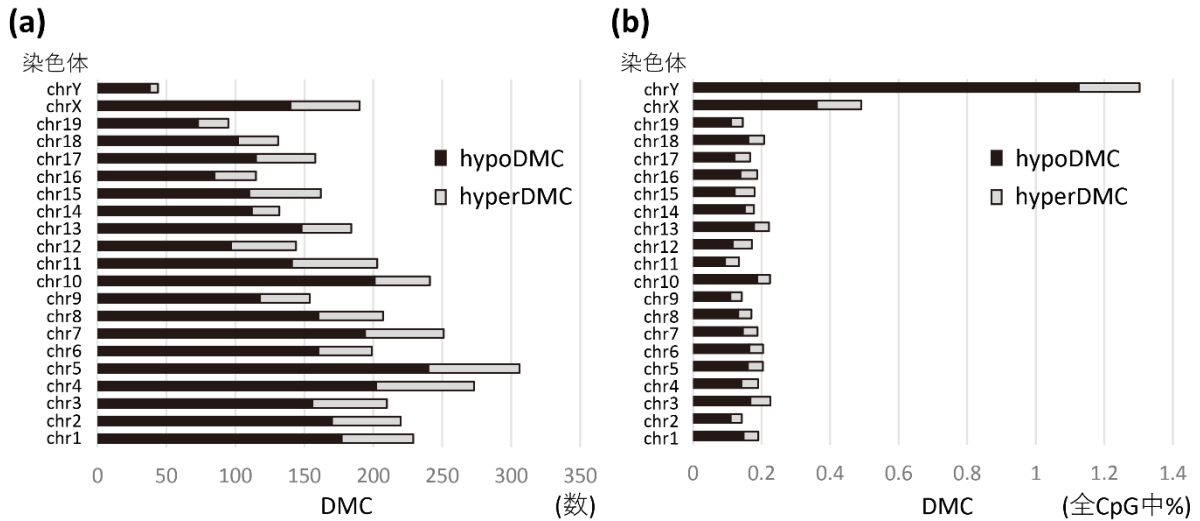 (a)
染色体
chrY
chrX
chr19
chr18
chr17
chr16
chr15
chr14
chr13
chr12
chr11
chr10
chr9
chr8
chr7
chr6
chr5
chr4
chr3
chr2
chr1
hypoDMC
hyperDMC
0 50 100 150 200 250 300 350
DMC (数)
(b)
染色体
chrY
chrX
chr19
chr18
chr17
chr16
chr15
chr14
chr13
chr12
chr11
chr10
chr9
chr8
chr7
chr6
chr5
chr4
chr3
chr2
chr1
hypoDMC
hyperDMC
0 0.2 0.4 0.6 0.8 1 1.2 1.4
DMC (全CpG中%)